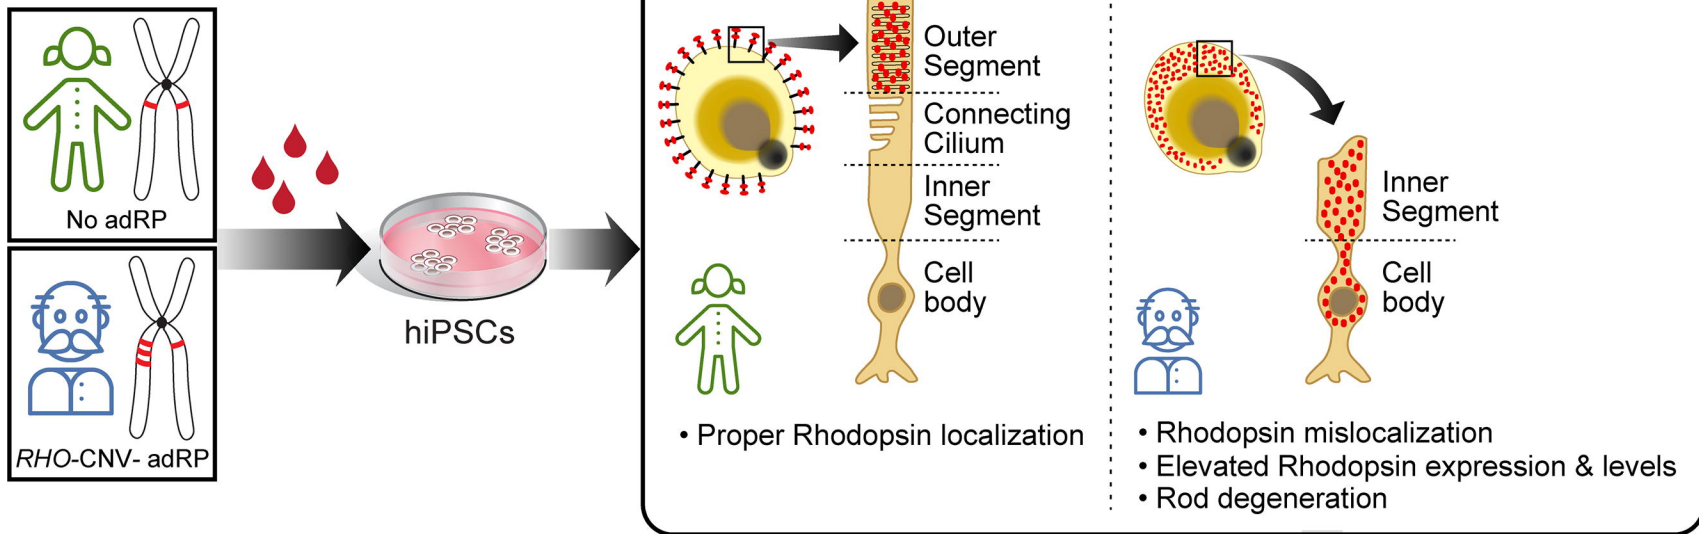 No adRP
RHO-CNV- adRP
hiPSCs
Outer
Segment
Connecting
Cilium
Inner
Segment
Cell
body
• Proper Rhodopsin localization
Inner
Segment
Cell
body
• Rhodopsin mislocalization
• Elevated Rhodopsin expression & levels
• Rod degeneration